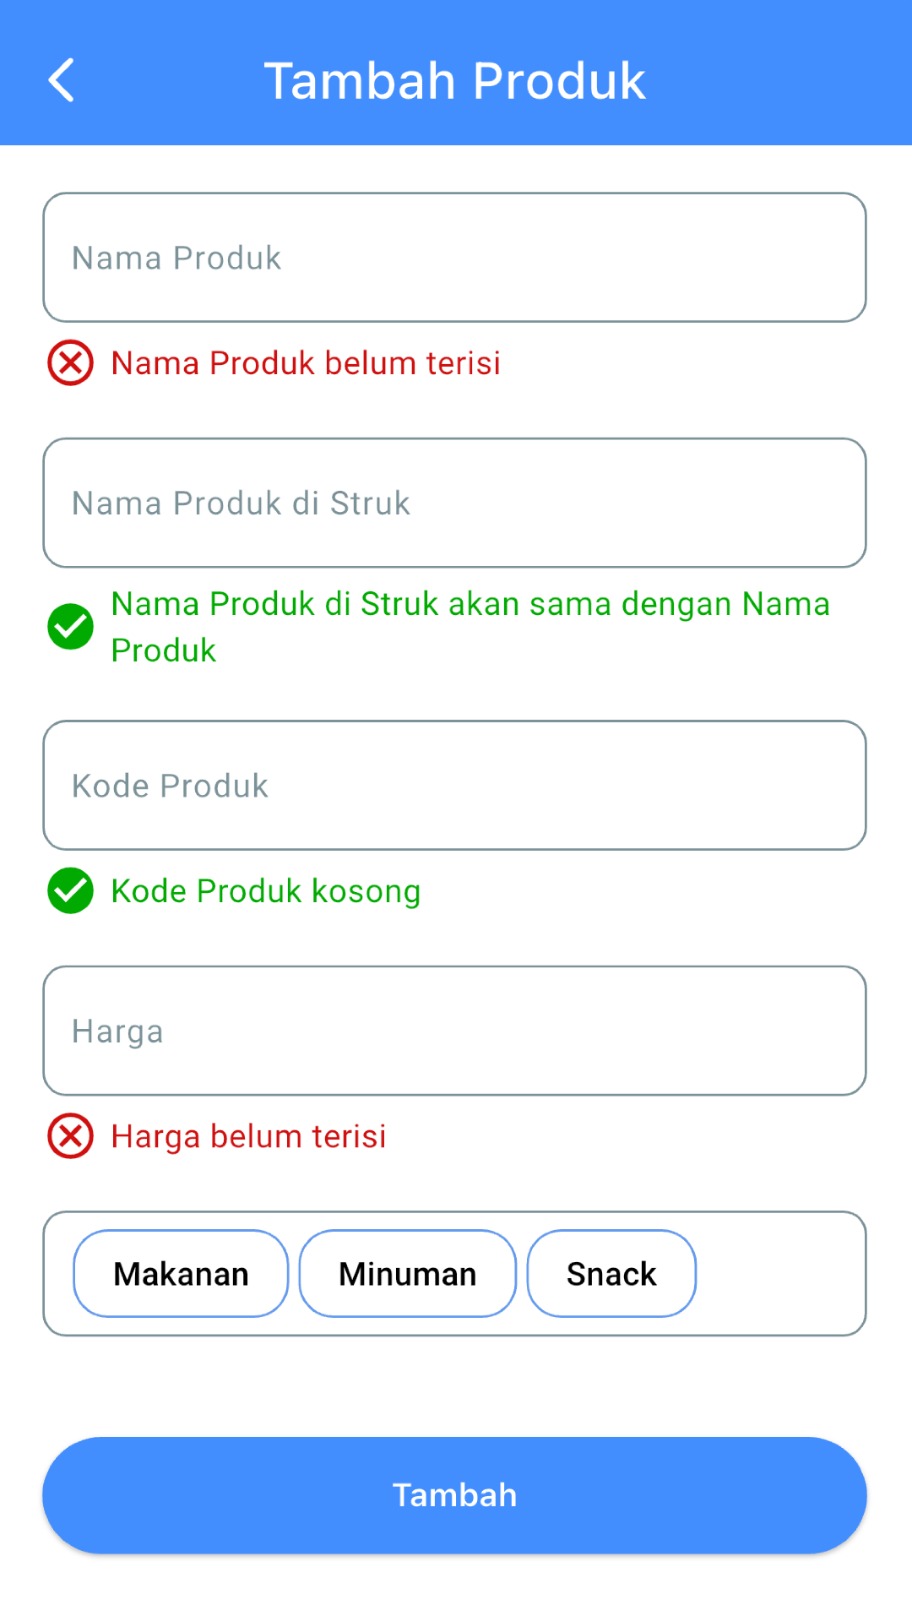 Tambah Produk
Nama Produk
Nama Produk belum terisi
Nama Produk di Struk
Nama Produk di Struk akan sama dengan Nama
Produk
Kode Produk
Kode Produk kosong
Harga
Harga belum terisi
Makanan Minuman Snack
Tambah